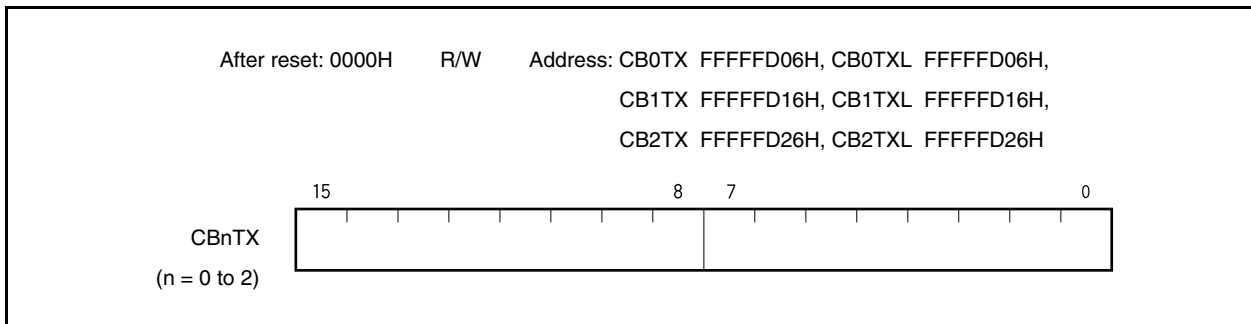 After reset: 0000H R/W Address: CB0TX FFFFFD06H, CB0TXL FFFFFD06H,
CB1TX FFFFFD16H, CB1TXL FFFFFD16H,
CB2TX FFFFFD26H, CB2TXL FFFFFD26H
15 8 7 0
CBnTX
(n = 0 to 2)